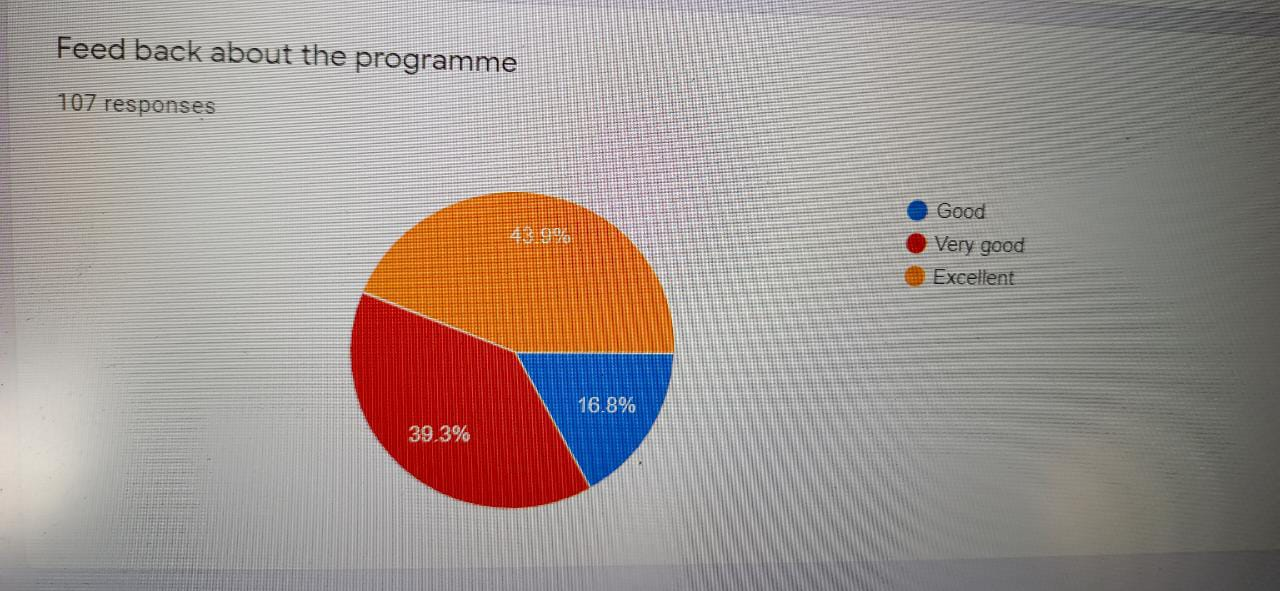 Feed back about the programme
107 responses
43.9%
39.3%
16.8%
Good
Very good
Excellent